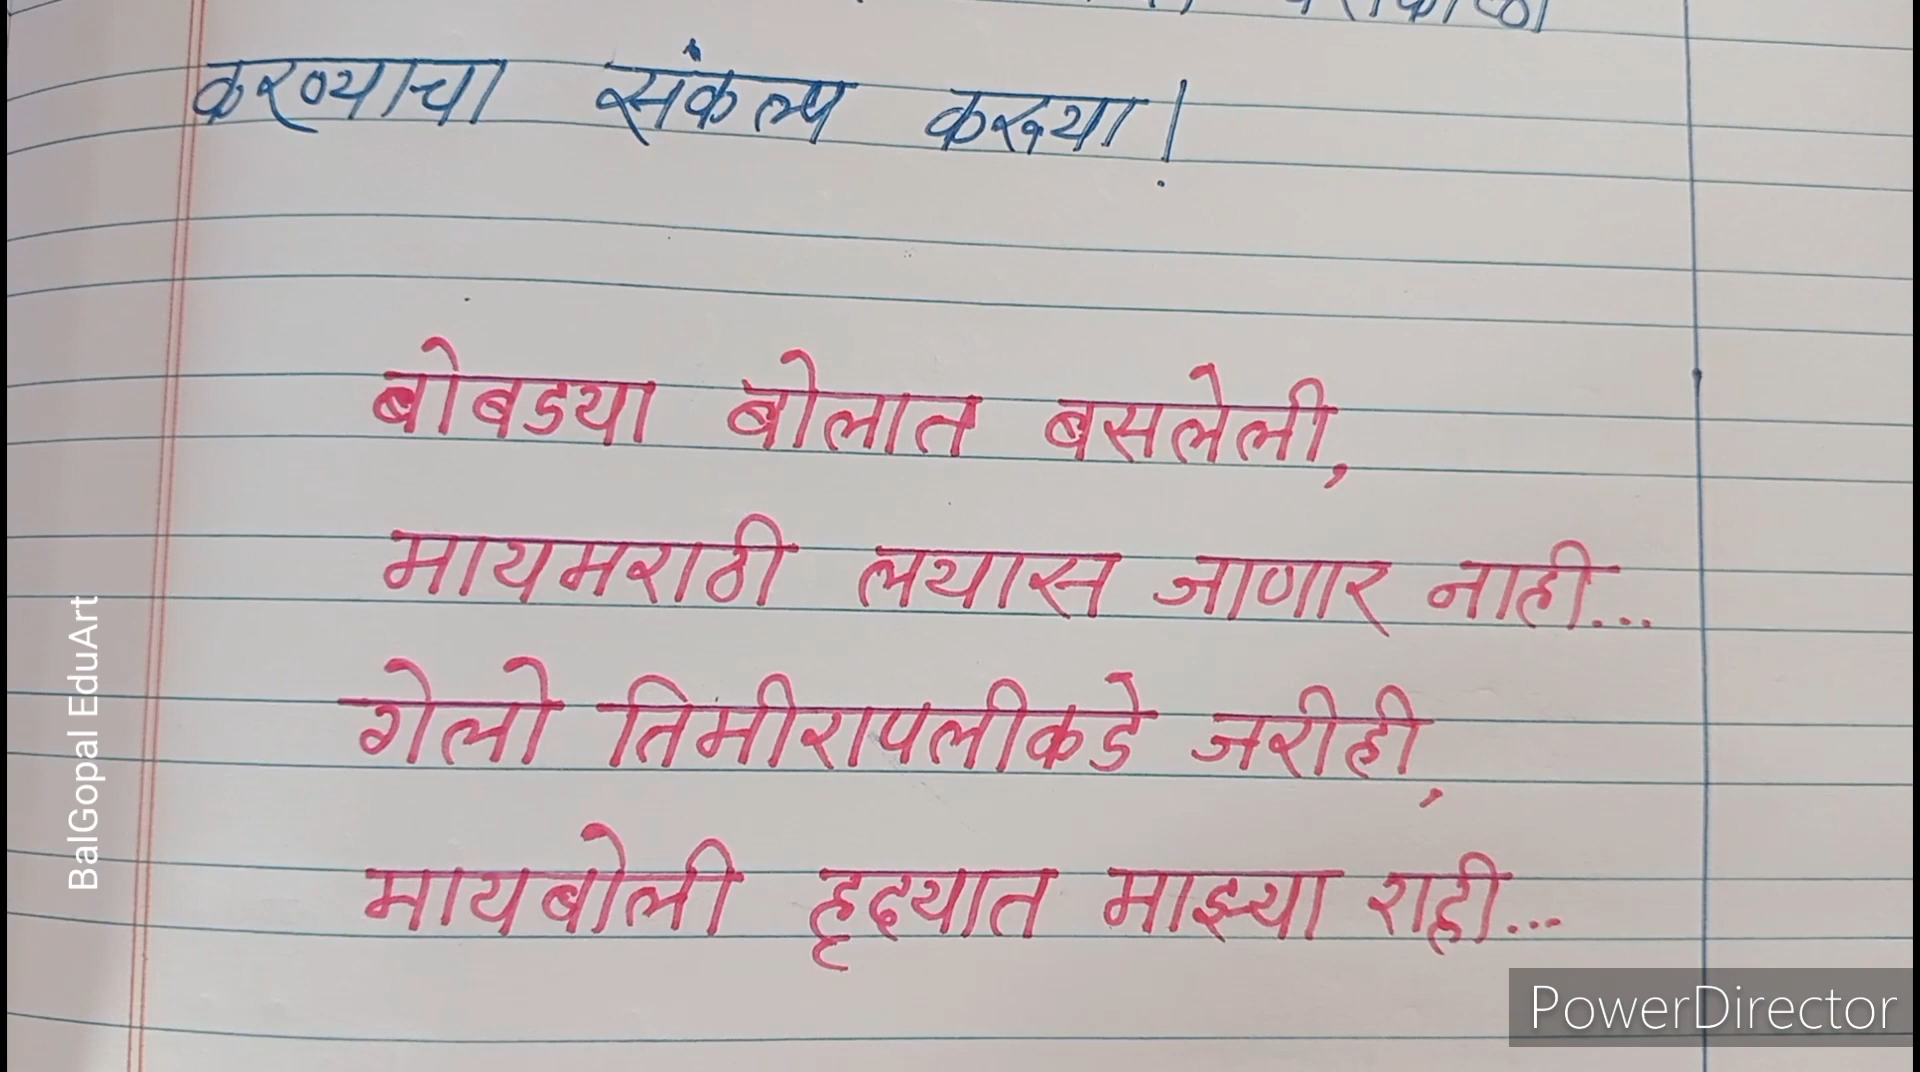 करण्याचा संकल्प करूया!
बोबड्या बोलात बसलेली,
मायमराठी लयास जाणार नाही...
गेलो तिमीरापलीकडे जरीही,
मायबोली हृदयात माझ्या राही...
BalGopal EduArt
PowerDirector